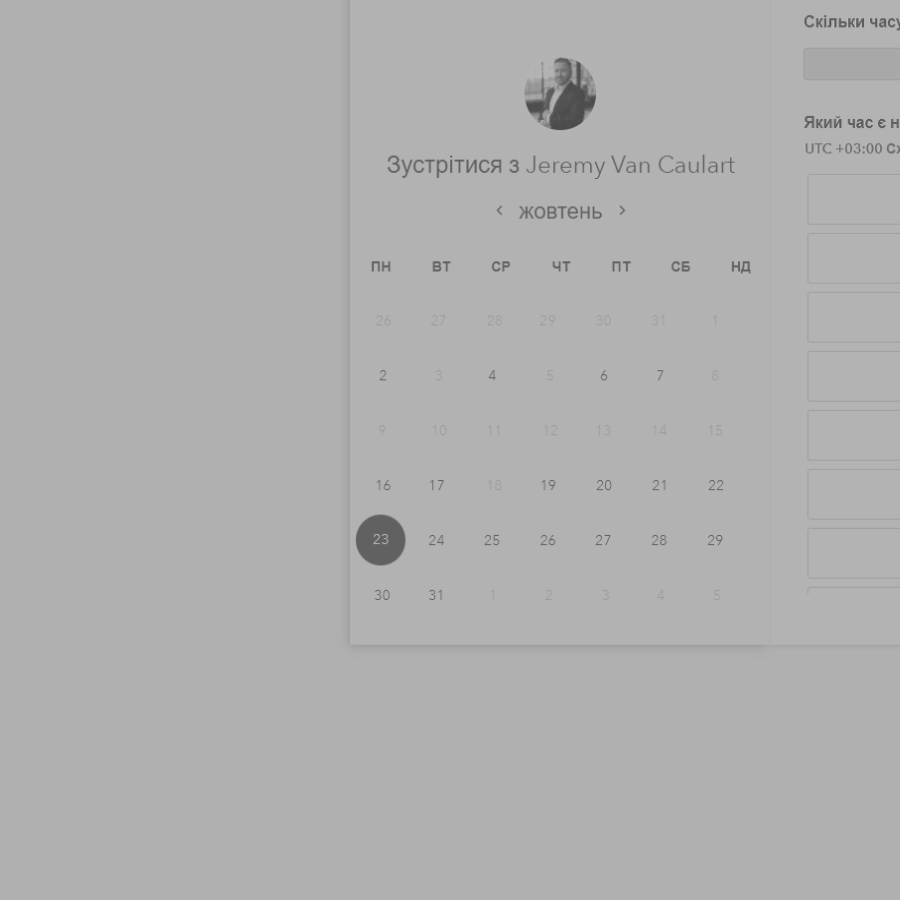 Скільки часу
Зустрітися з Jeremy Van Caulart
Який час є
UTC +03:00
жовтень
ПН ВТ СР ЧТ ПТ СБ НД
26 27 28 29 30 31 1
2 3 4 5 6 7 8
9 10 11 12 13 14 15
16 17 18 19 20 21 22
23 24 25 26 27 28 29
30 31 1 2 3 4 5